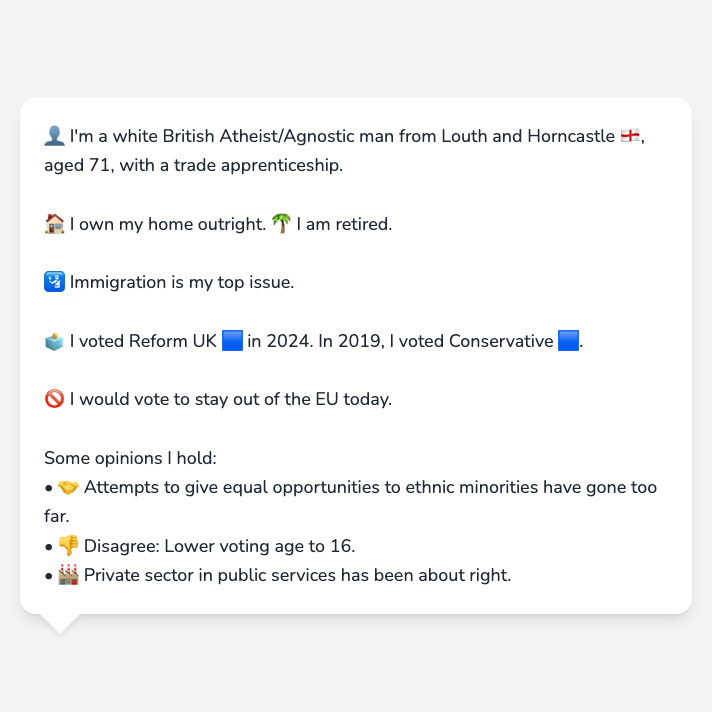 👤 I'm a white British Atheist/Agnostic man from Louth and Horncastle 🏴󠁧󠁢󠁥󠁮󠁧󠁿,
aged 71, with a trade apprenticeship.
🏠 I own my home outright. 🌴 I am retired.
🛂 Immigration is my top issue.
🗳️ I voted Reform UK 🟦 in 2024. In 2019, I voted Conservative 🟦.
🚫 I would vote to stay out of the EU today.
Some opinions I hold:
• 🤝 Attempts to give equal opportunities to ethnic minorities have gone too
far.
• 👎 Disagree: Lower voting age to 16.
• 🏭 Private sector in public services has been about right.